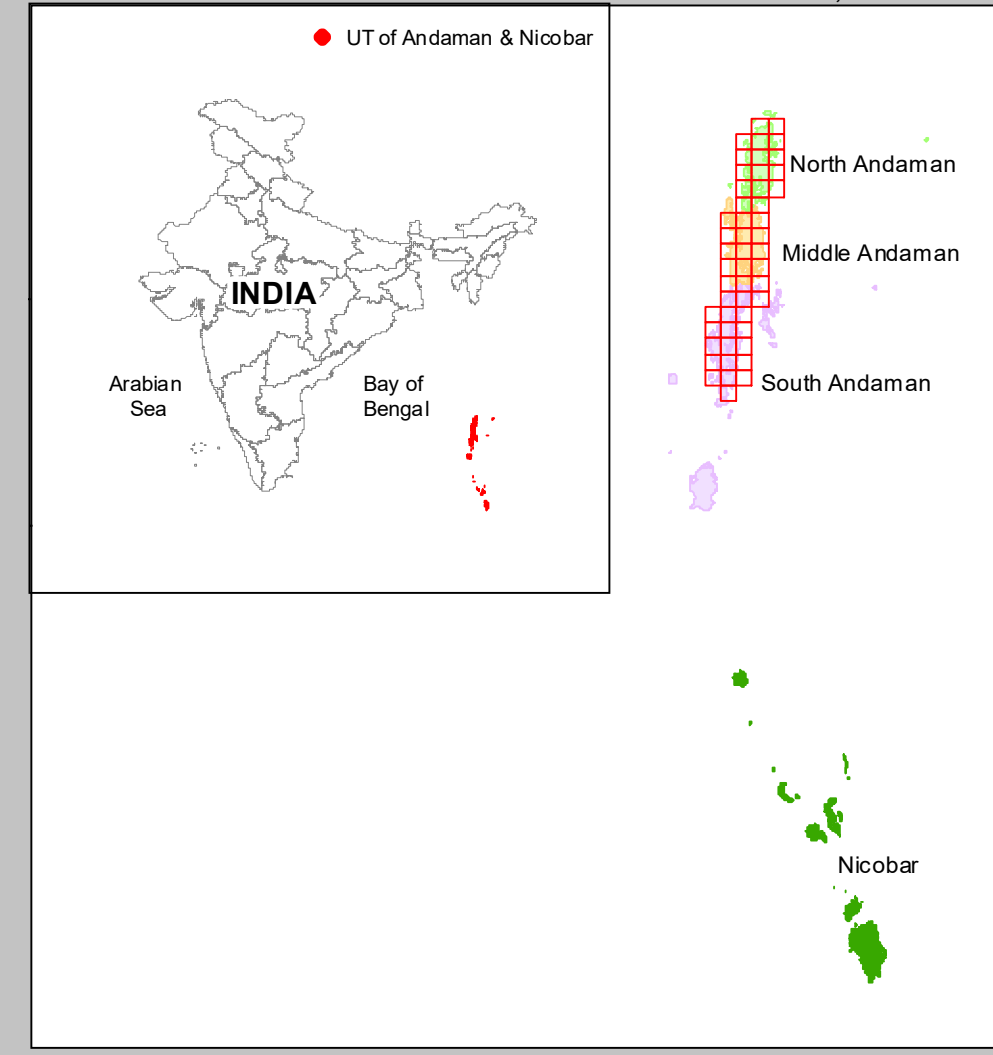 UT of Andaman & Nicobar
North Andaman
Middle Andaman
INDIA
Arabian
Sea
Bay of
Bengal
South Andaman
Nicobar